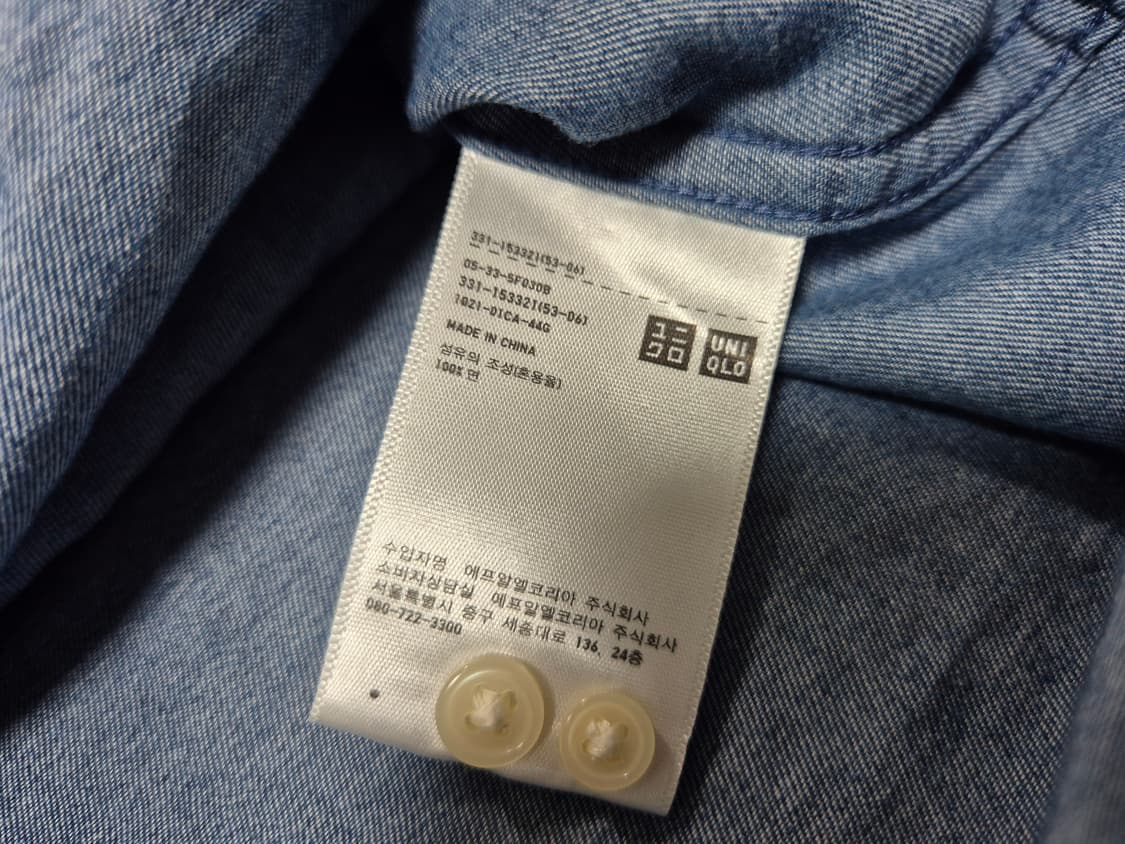 331-153321(53-06)
05-33-5F030B
331-153321(53-06)
1021-01CA-44G
MADE IN CHINA
섬유의 조성(혼용율)
100% 면
ユニ
クロ
UNI
QLO
수입자명 에프알엘코리아 주식회사
소비자상담실 에프알엘코리아 주식회사
서울특별시 중구 세종대로 136, 24층
080-722-3300